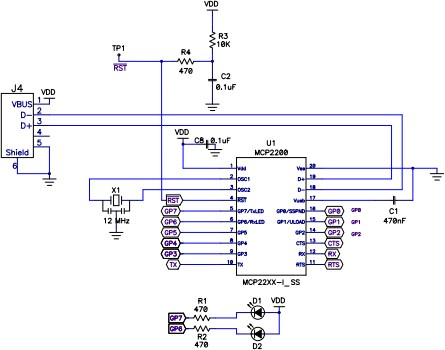 VDD
R3
10K
TP1
RST
R4
470
C2
0.1uF
J4
VDD
VBUS 1
D- 2
D+ 3
4
5
Shield
6
VDD
C8 0.1uF
U1
MCP2200
1 Vdd Vss 20
2 OSC1 D+ 19
3 OSC2 D- 18
X1
12 MHz
RST 4 RST Vusb 17
C1
470nF
GP7 5 GP7/TxLED GP0/SSPND 16 GP0 GP0
GP6 6 GP6/RxLED GP1/ULOAD 15 GP1 GP1
GP5 7 GP5 GP2 14 GP2 GP2
GP4 8 GP4 CTS 13 CTS
GP3 9 GP3 RX 12 RX
TX 10 TX RTS 11 RTS
MCP22XX-I_SS
R1
470
D1
VDD
GP7
GP6
R2
470
D2